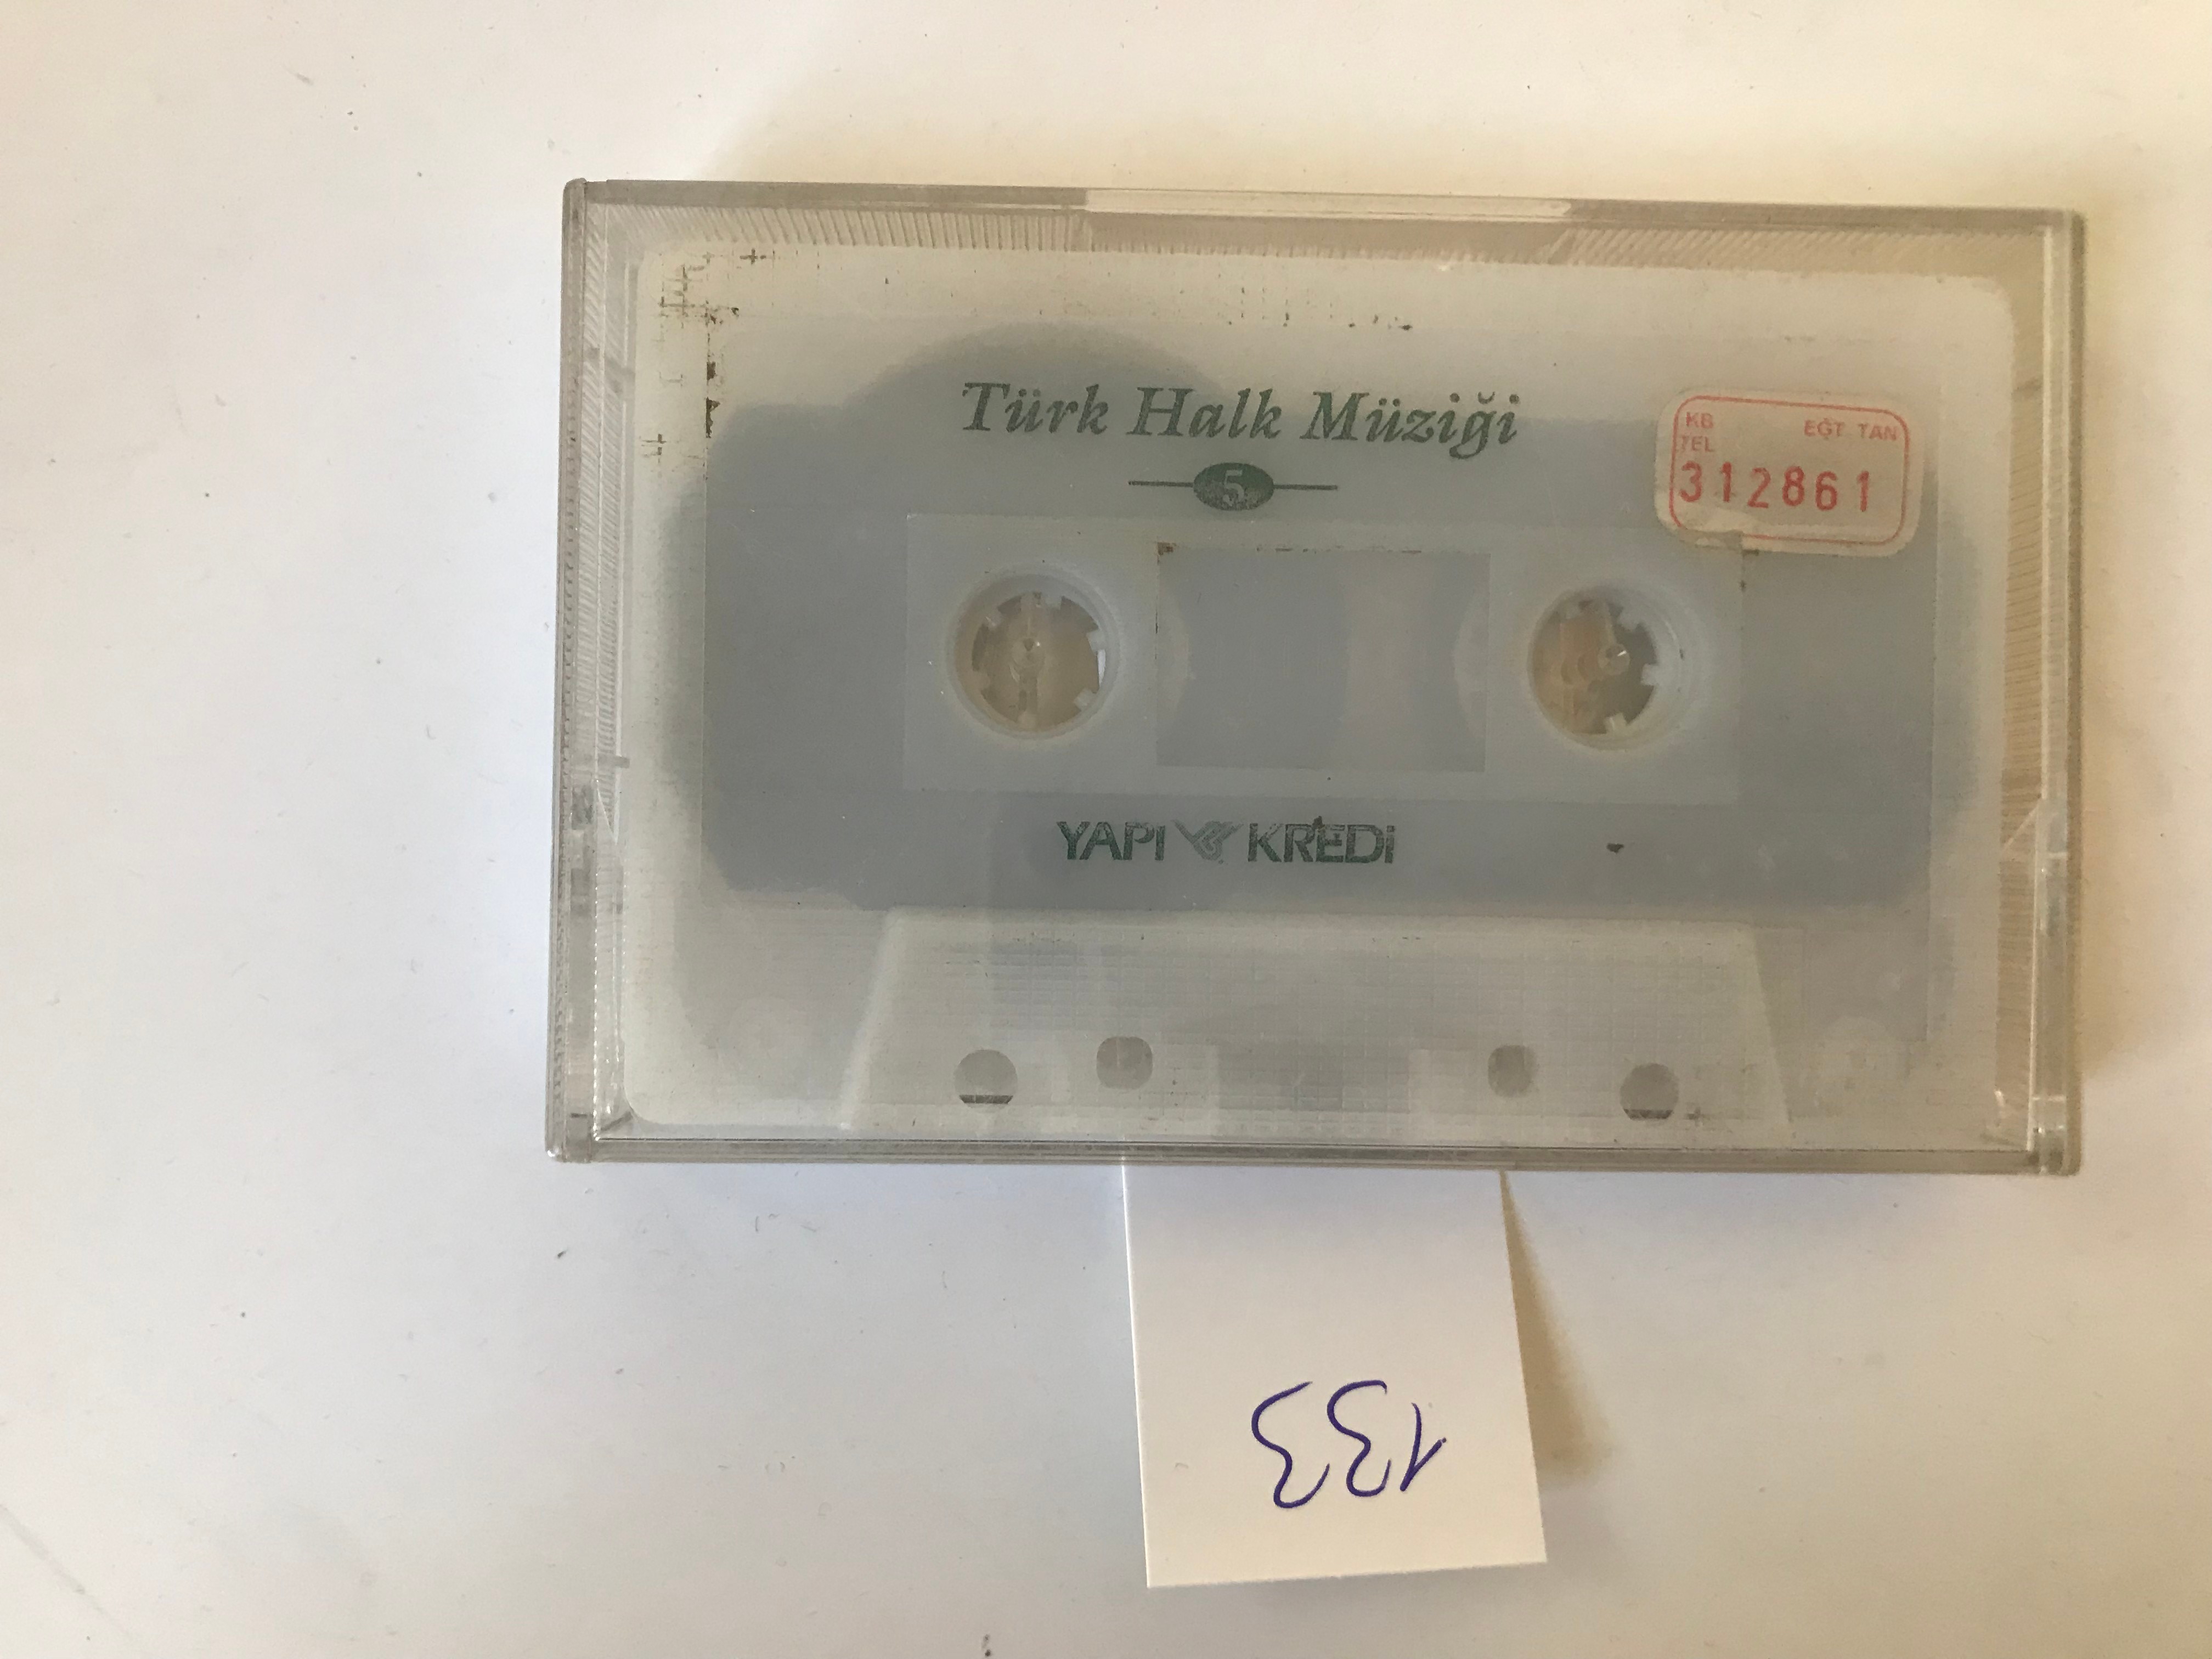 Türk Halk Müziği
5
KB EĞT TAN
TEL
312861
YAPI KREDi
133